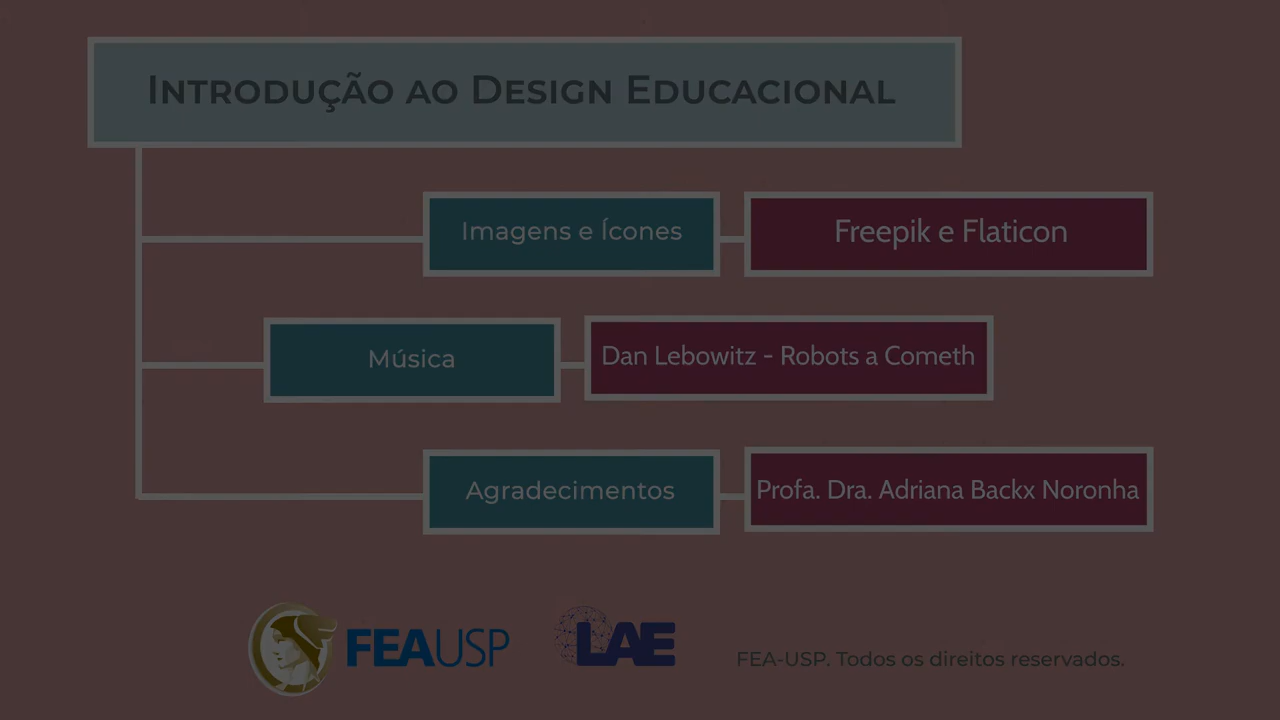 Introdução ao Design Educacional
Imagens e Ícones
Freepik e Flaticon
Música
Dan Lebowitz - Robots a Cometh
Agradecimentos
Profa. Dra. Adriana Backx Noronha
FEAUSP
LAE
FEA-USP. Todos os direitos reservados.